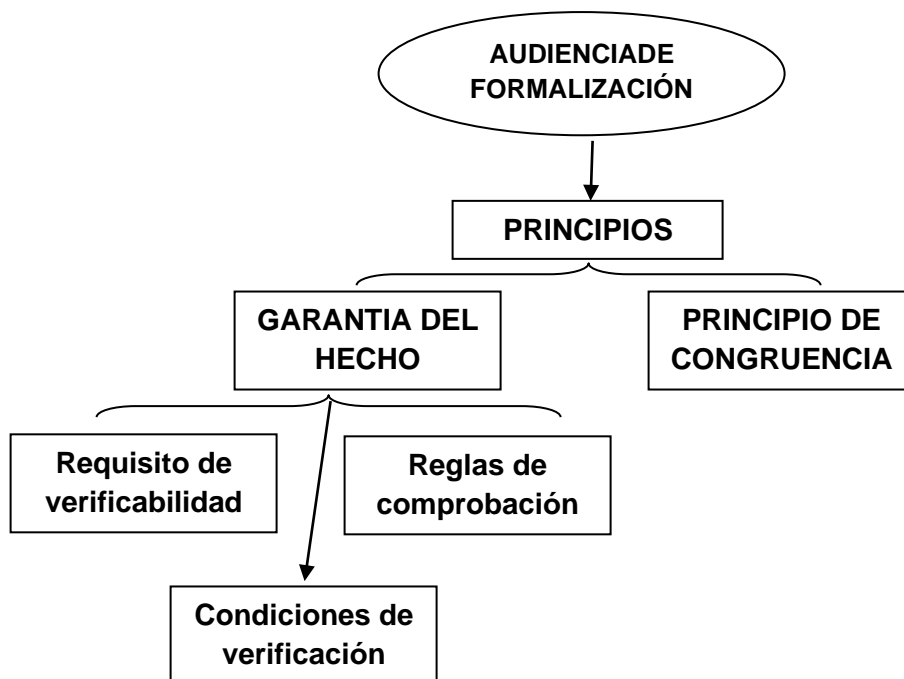 AUDIENCIADE
FORMALIZACIÓN
PRINCIPIOS
GARANTIA DEL
HECHO
PRINCIPIO DE
CONGRUENCIA
Requisito de
verificabilidad
Reglas de
comprobación
Condiciones de
verificación